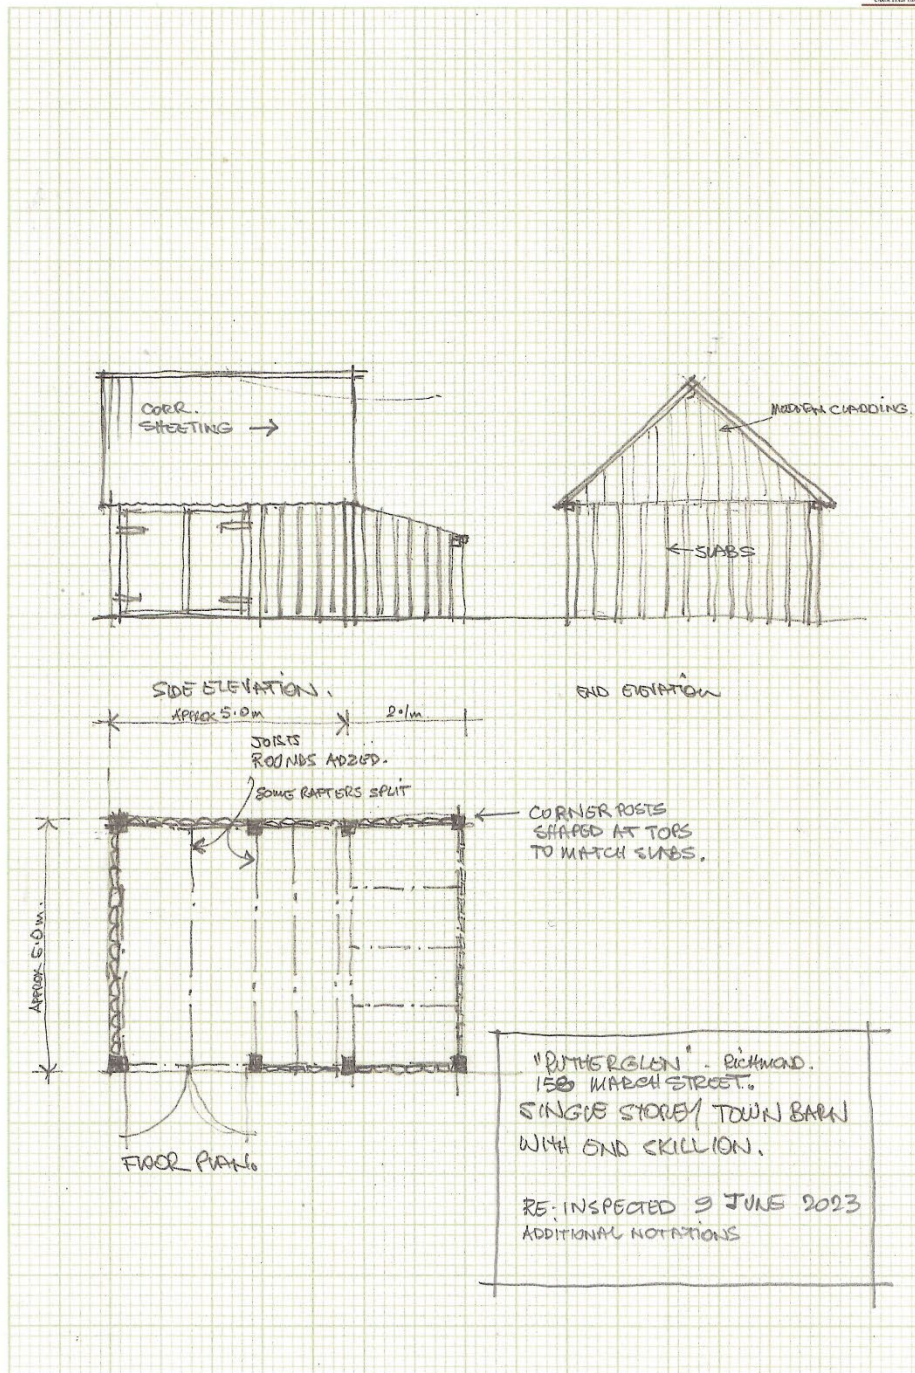 CORR.
SHEETING
MODERN CLADDING
SLABS
SIDE ELEVATION.
END ELEVATION
APPROX 5.0m
2.1m
JOISTS
ROUNDS ADZED.
SOME RAFTERS SPLIT
CORNER POSTS
SHAPED AT TOPS
TO MATCH SLABS.
APPROX 5.0m.
FLOOR PLAN.
"RUTHERGLEN" - RICHMOND.
MARCH STREET.
SINGLE STOREY TOWN BARN
WITH END SKILLION.
RE-INSPECTED 9 JUNE 2023
ADDITIONAL NOTATIONS